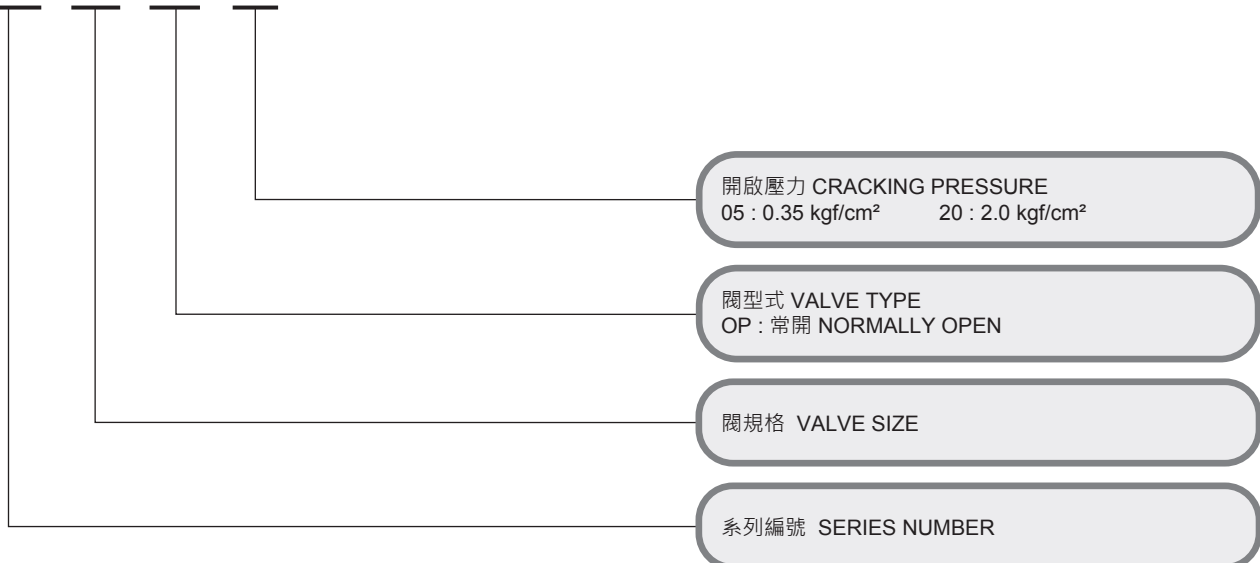 開啟壓力 CRACKING PRESSURE
05 : 0.35 kgf/cm² 20 : 2.0 kgf/cm²
閥型式 VALVE TYPE
OP : 常開 NORMALLY OPEN
閥規格 VALVE SIZE
系列編號 SERIES NUMBER